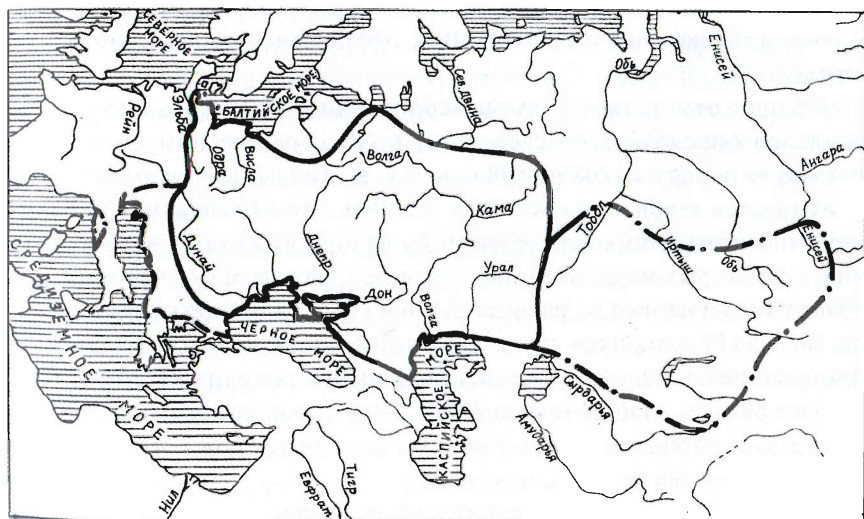 СЕВЕРНОЕ
МОРЕ
Рейн
Эльба
БАЛТИЙСКОЕ МОРЕ
Одра
Висла
Сев. Двина
Обь
Енисей
Волга
Кама
Ангара
Тобол
Иртыш
Обь
Енисей
Дунай
Днепр
Дон
Урал
Волга
СРЕДИЗЕМНОЕ
МОРЕ
ЧЕРНОЕ МОРЕ
КАСПИЙСКОЕ
МОРЕ
Сырдарья
Амударья
Нил
Евфрат
Тигр